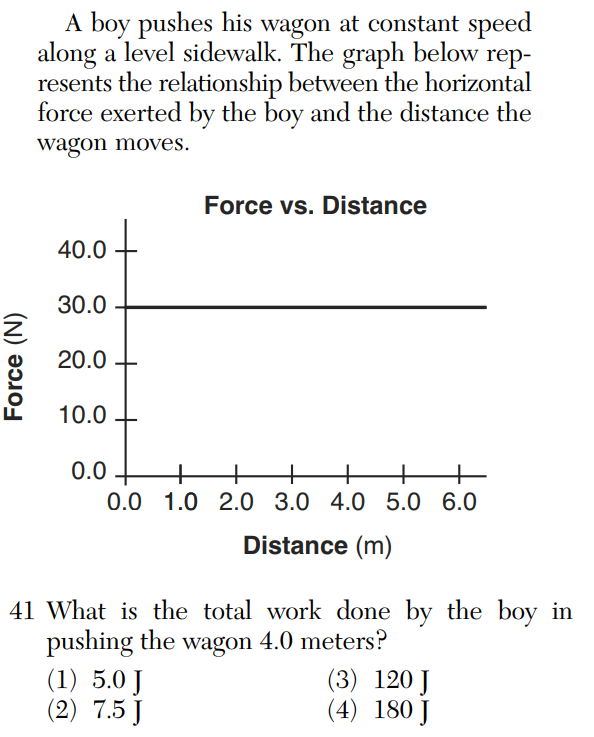 A boy pushes his wagon at constant speed
along a level sidewalk. The graph below rep-
resents the relationship between the horizontal
force exerted by the boy and the distance the
wagon moves.
Force vs. Distance
40.0
30.0
20.0
10.0
0.0
Force (N)
0.0 1.0 2.0 3.0 4.0 5.0 6.0
Distance (m)
41 What is the total work done by the boy in
pushing the wagon 4.0 meters?
(1) 5.0 J (3) 120 J
(2) 7.5 J (4) 180 J